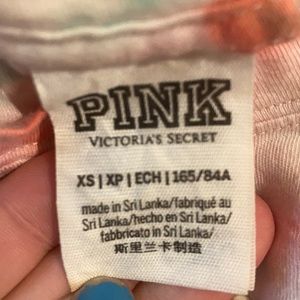 PINK
VICTORIA'S SECRET
XS | XP | ECH | 165/84A
made in Sri Lanka/fabriqué au
Sri Lanka/hecho en Sri Lanka/
fabbricato in Sri Lanka/
斯里兰卡制造